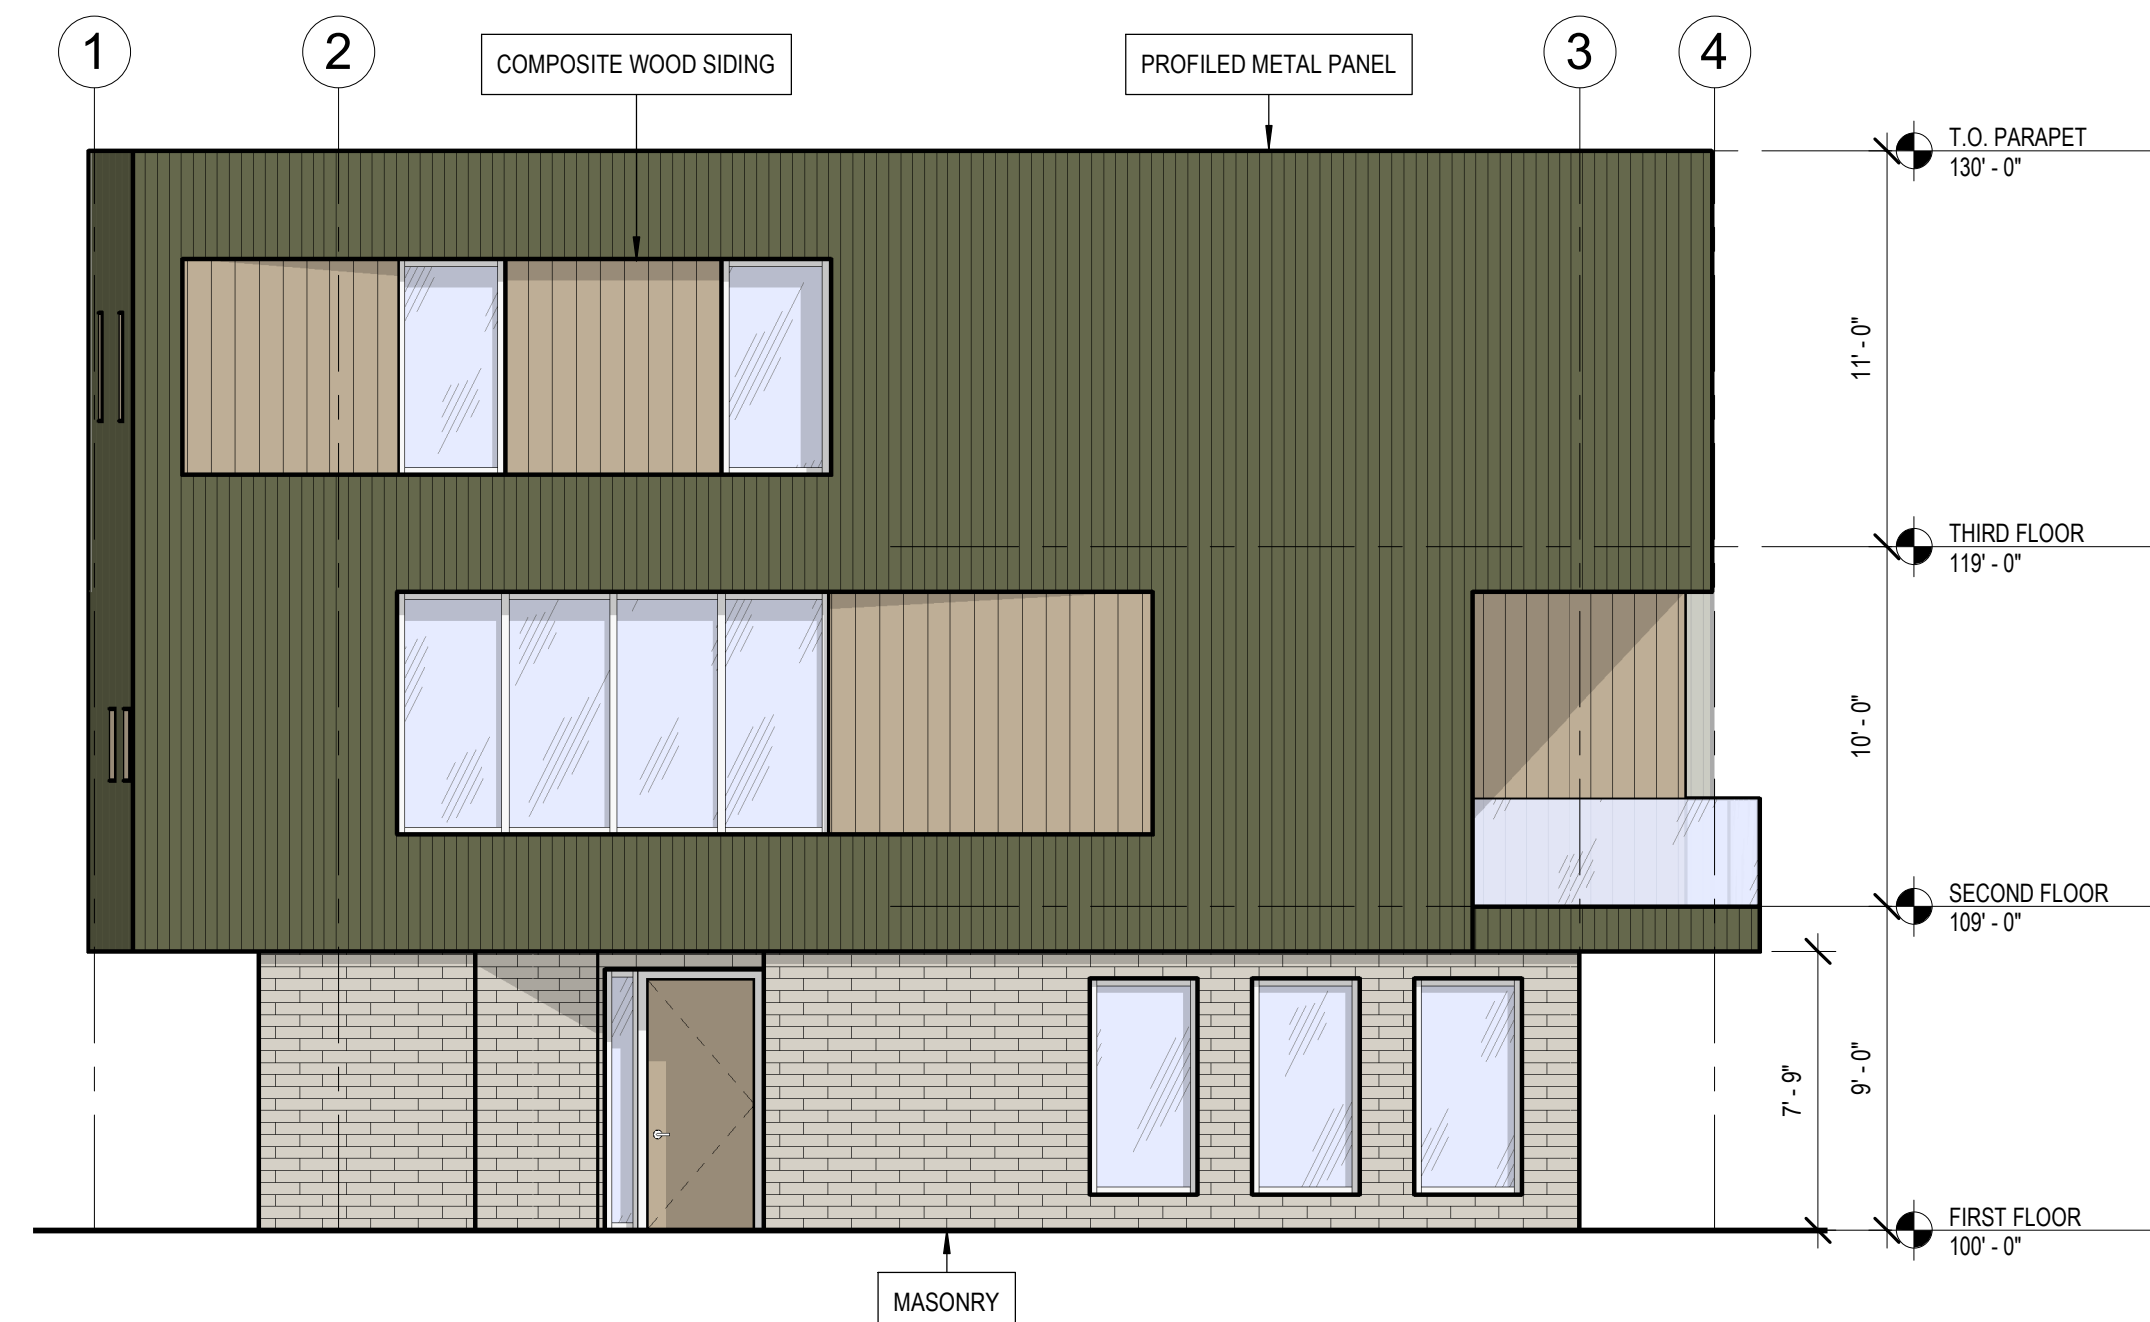 1
2
COMPOSITE WOOD SIDING
PROFILED METAL PANEL
3
4
T.O. PARAPET
130' - 0"
11' - 0"
THIRD FLOOR
119' - 0"
10' - 0"
SECOND FLOOR
109' - 0"
7' - 9"
9' - 0"
FIRST FLOOR
100' - 0"
MASONRY